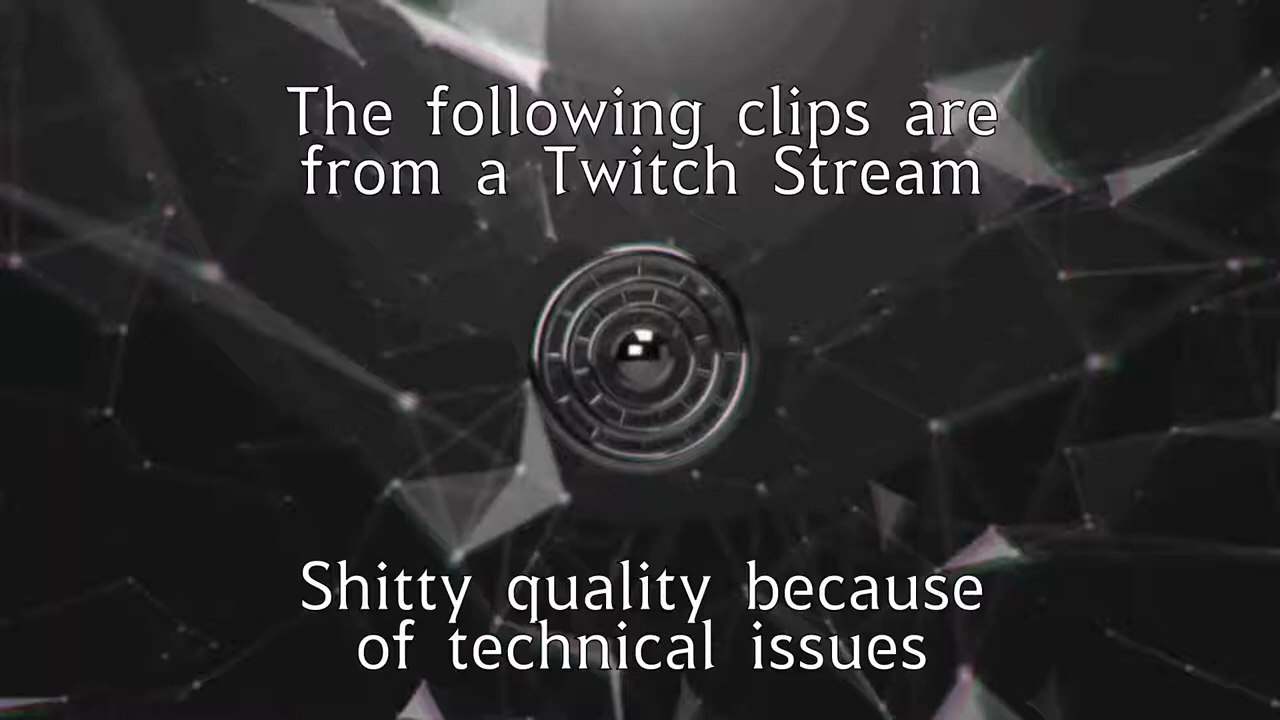 The following clips are
from a Twitch Stream
Shitty quality because
of technical issues